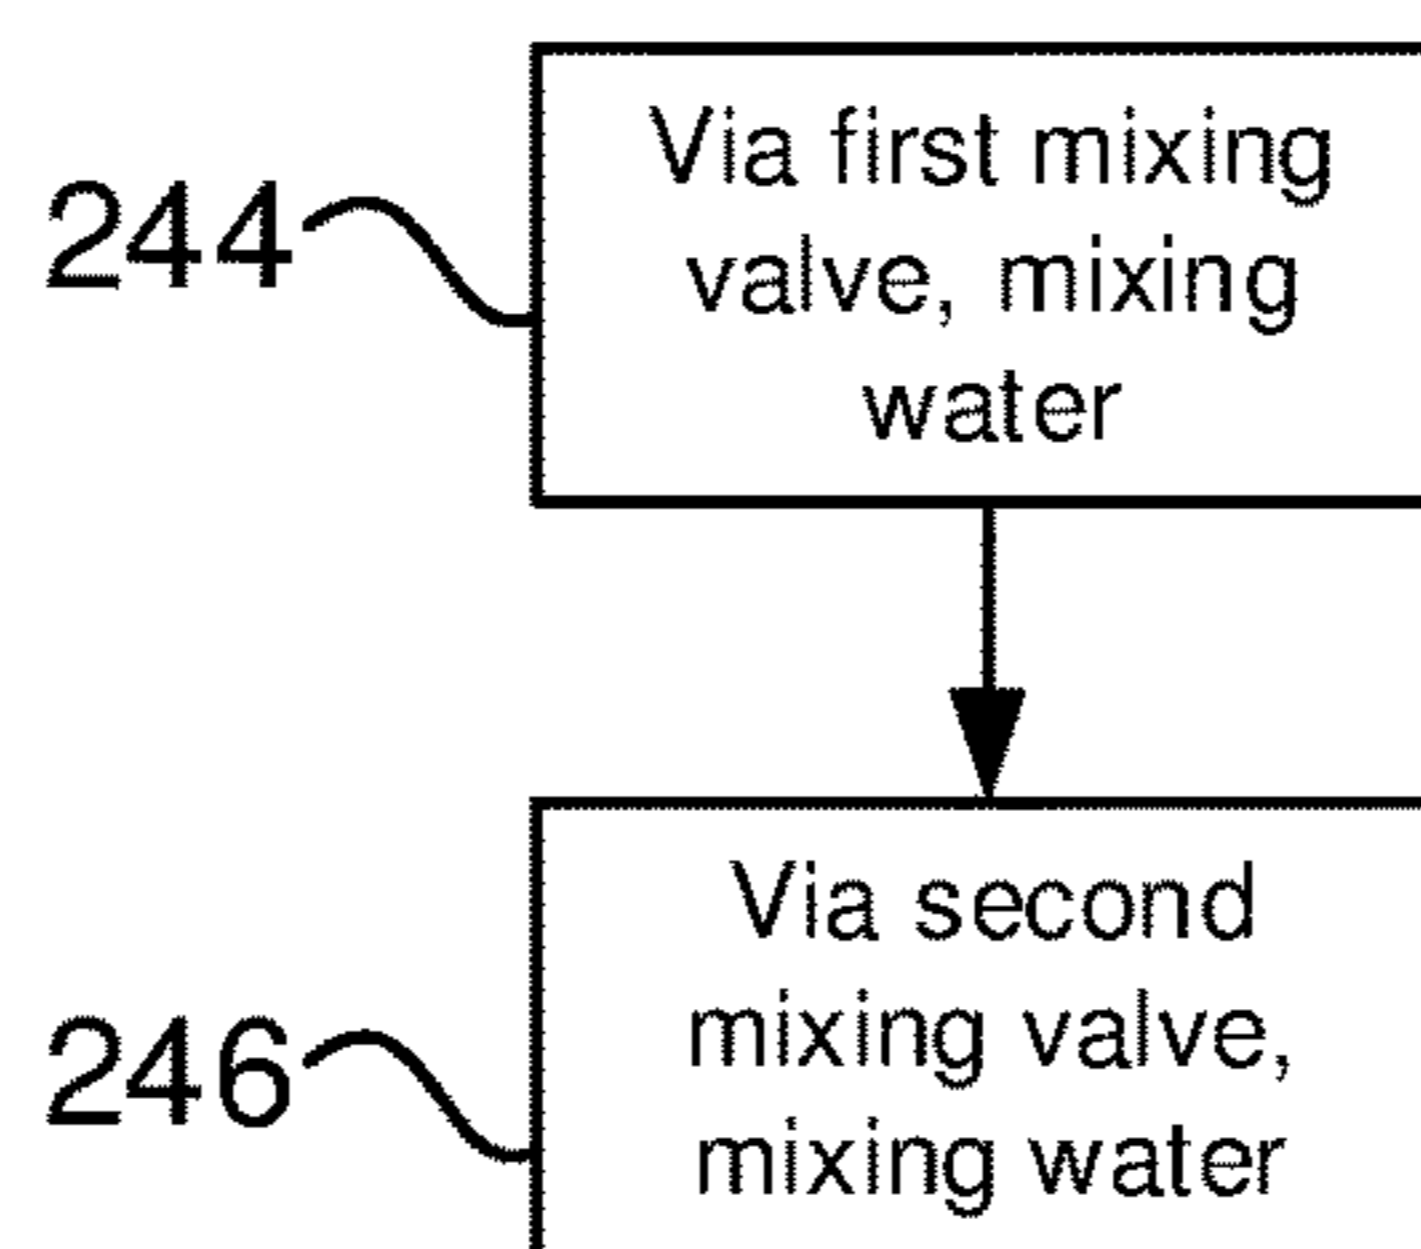 Via first mixing
244
valve, mixing
water
Via second
246
mixing valve,
mixing water